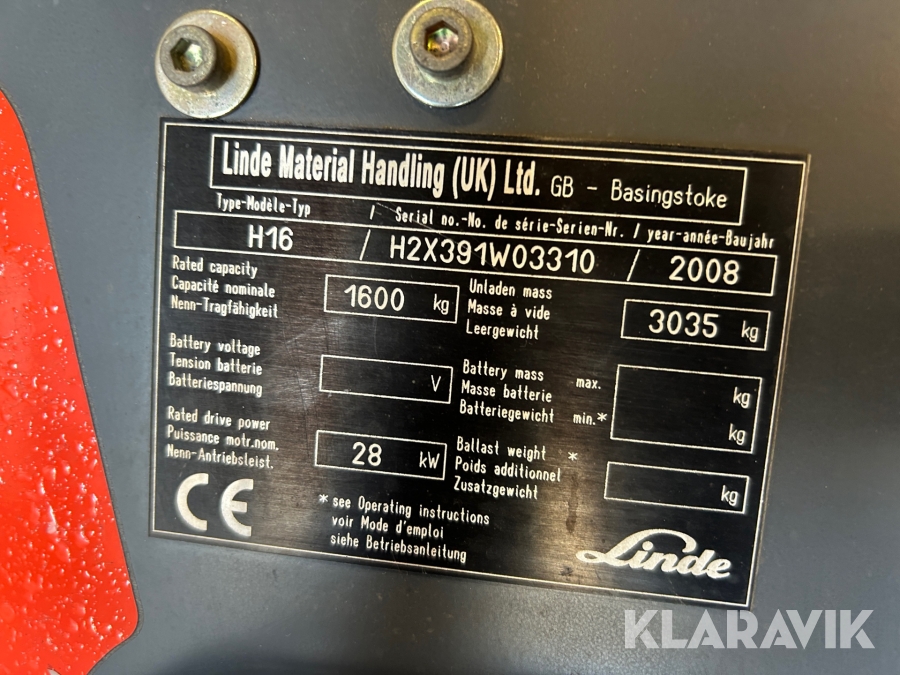 Linde Material Handling (UK) Ltd. GB - Basingstoke
Type-Modèle-Typ / Serial no.-No. de série-Serien-Nr. / year-année-Baujahr
H16 / H2X391W03310 / 2008
Rated capacity
Capacité nominale
Nenn-Tragfähigkeit
1600 kg
Unladen mass
Masse à vide
Leergewicht
3035 kg
Battery voltage
Tension batterie
Batteriespannung
V
Battery mass max.
Masse batterie
Batteriegewicht min.*
kg
kg
Rated drive power
Puissance motr.nom.
Nenn-Antriebsleist.
28 kW
Ballast weight *
Poids additionnel
Zusatzgewicht
kg
CE
* see Operating instructions
voir Mode d'emploi
siehe Betriebsanleitung
Linde
KLARAVIK